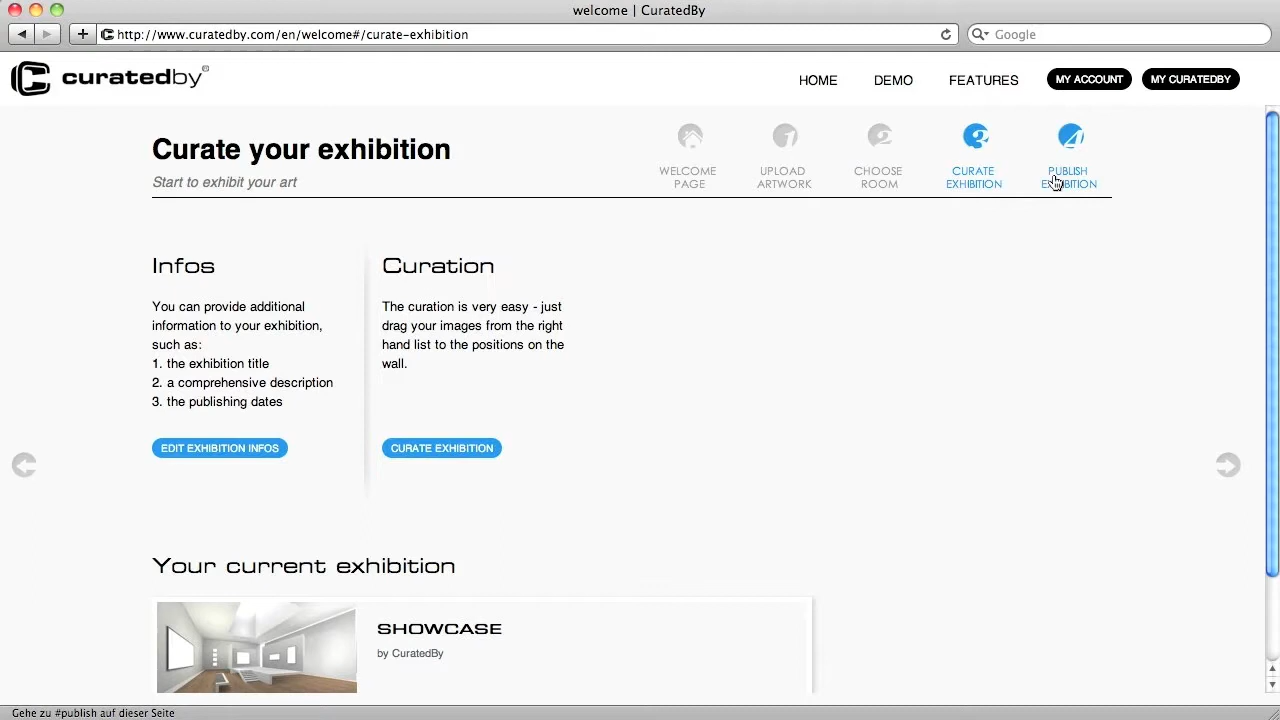 welcome | CuratedBy
http://www.curatedby.com/en/welcome#/curate-exhibition
Google
curatedby®
HOME
DEMO
FEATURES
MY ACCOUNT
MY CURATEDBY
Curate your exhibition
Start to exhibit your art
1
2
3
4
WELCOME
PAGE
UPLOAD
ARTWORK
CHOOSE
ROOM
CURATE
EXHIBITION
PUBLISH
EXHIBITION
Infos
You can provide additional
information to your exhibition,
such as:
1. the exhibition title
2. a comprehensive description
3. the publishing dates
EDIT EXHIBITION INFOS
Curation
The curation is very easy - just
drag your images from the right
hand list to the positions on the
wall.
CURATE EXHIBITION
Your current exhibition
SHOWCASE
by CuratedBy
Gehe zu #publish auf dieser Seite